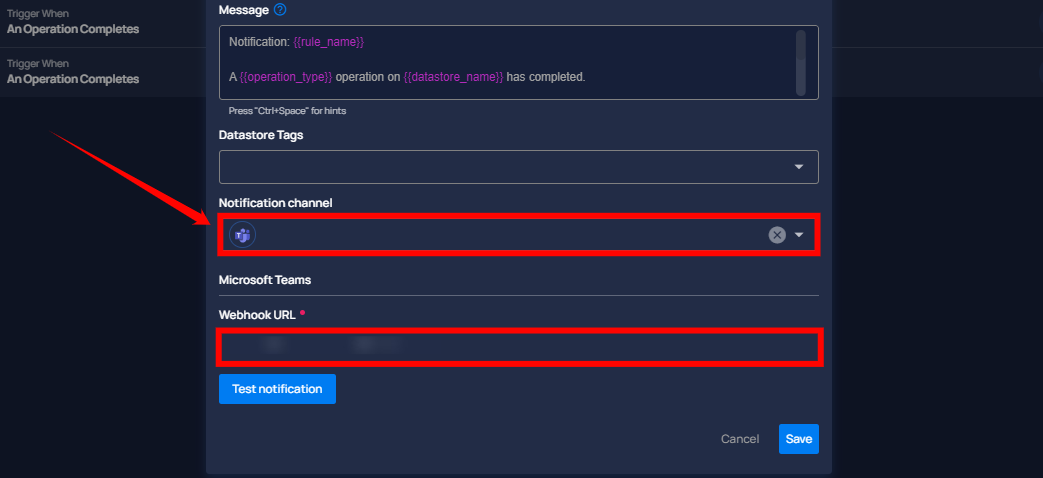 Trigger When
An Operation Completes
Trigger When
An Operation Completes
Message ?
Notification: {{rule_name}}
A {{operation_type}} operation on {{datastore_name}} has completed.
Press "Ctrl+Space" for hints
Datastore Tags
Notification channel
Microsoft Teams
Webhook URL *
Test notification
Cancel
Save